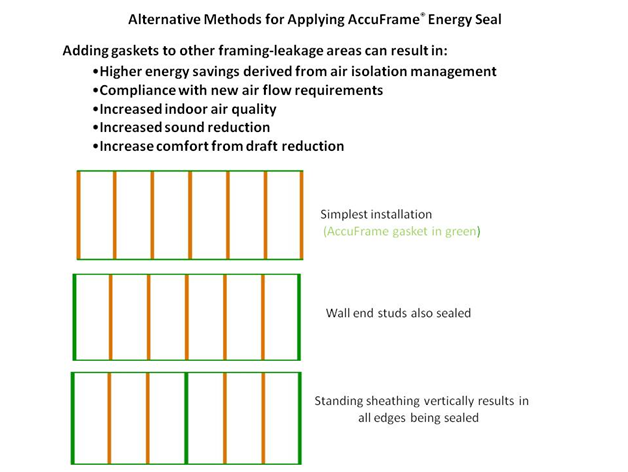 Alternative Methods for Applying AccuFrame® Energy Seal
Adding gaskets to other framing-leakage areas can result in:
•Higher energy savings derived from air isolation management
•Compliance with new air flow requirements
•Increased indoor air quality
•Increased sound reduction
•Increase comfort from draft reduction
Simplest installation
(AccuFrame gasket in green)
Wall end studs also sealed
Standing sheathing vertically results in
all edges being sealed